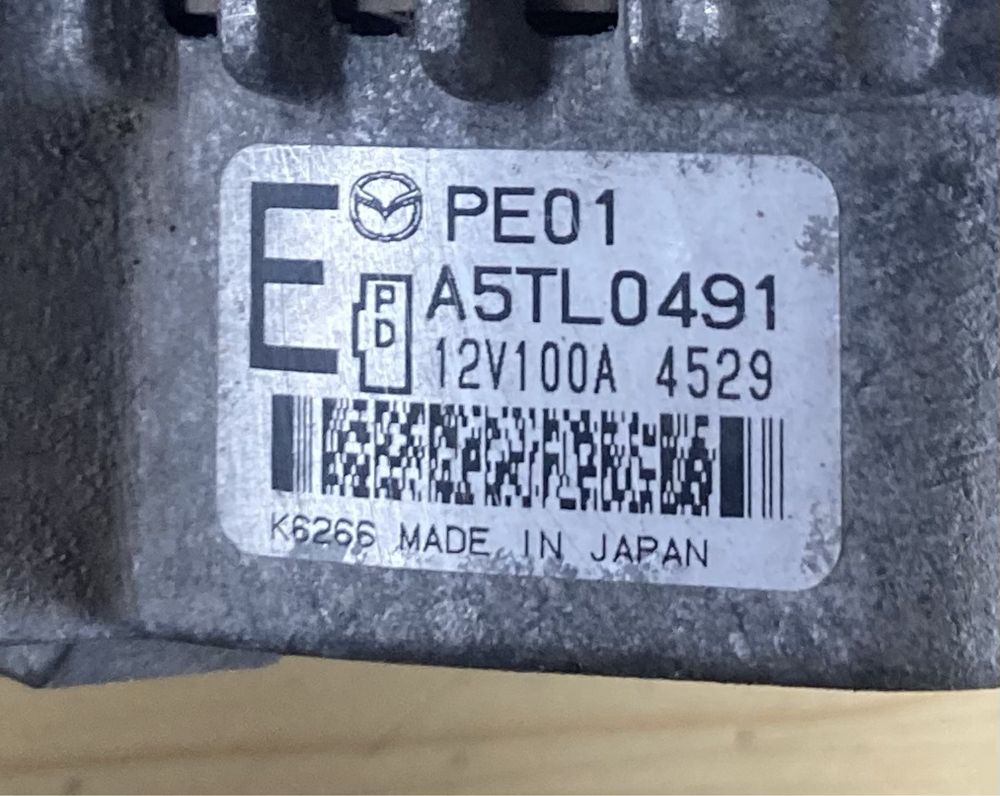 E PE01
PD A5TL0491
12V100A 4529
K6266 MADE IN JAPAN